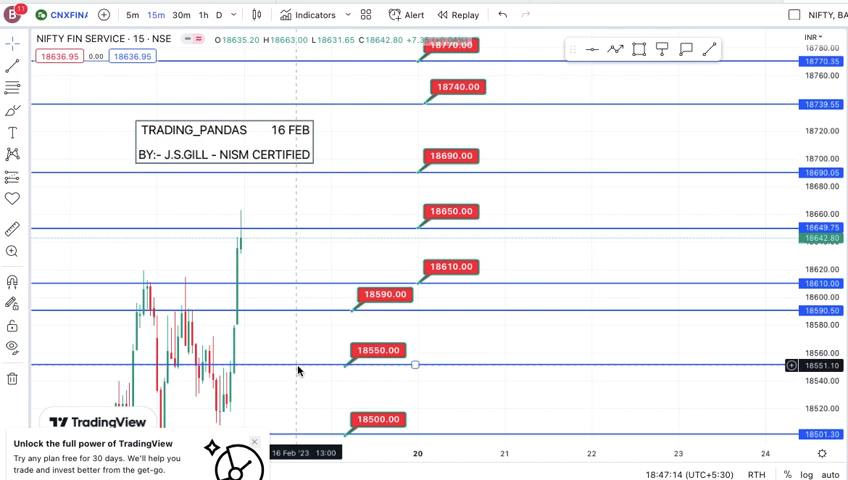 B 11 CNXFINA 5m 15m 30m 1h D Indicators Alert Replay NIFTY, BA
NIFTY FIN SERVICE · 15 · NSE O18635.20 H18663.00 L18631.65 C18642.80
18636.95 0.00 18636.95
INR
18780.00
18770.00
18770.35
18760.00
18740.00
18739.55
TRADING_PANDAS 16 FEB
18720.00
BY:- J.S.GILL - NISM CERTIFIED
18690.00
18700.00
18690.05
18680.00
18650.00
18660.00
18649.75
18642.80
18610.00
18620.00
18610.00
18590.00
18600.00
18590.50
18580.00
18550.00
18560.00
18551.10
18540.00
TradingView
18500.00
18520.00
18501.30
Unlock the full power of TradingView
Try any plan free for 30 days. We'll help you
trade and invest better from the get-go.
16 Feb '23 13:00 20 21 22 23 24
18:47:14 (UTC+5:30) RTH % log auto